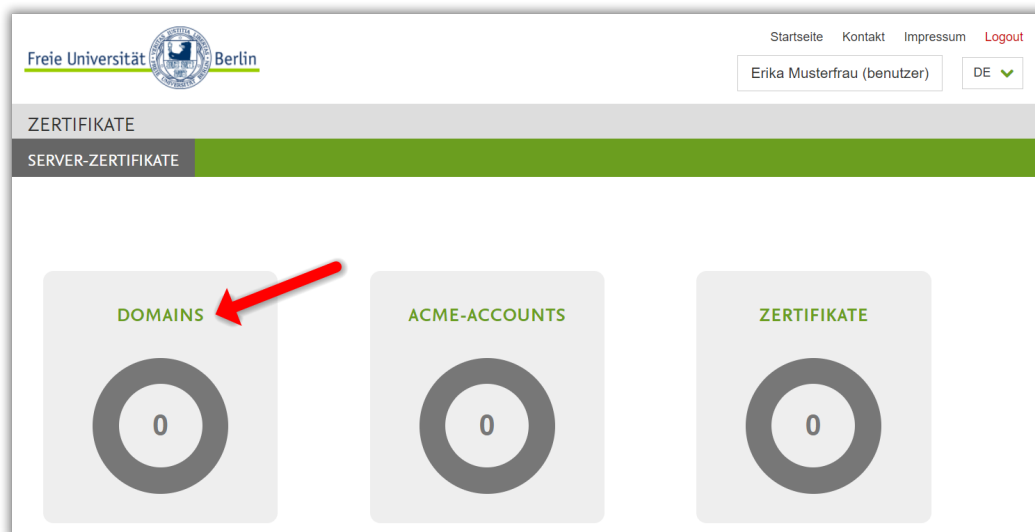 Startseite Kontakt Impressum Logout
Freie Universität Berlin
Erika Musterfrau (benutzer) DE
ZERTIFIKATE
SERVER-ZERTIFIKATE
DOMAINS ACME-ACCOUNTS ZERTIFIKATE
0 0 0